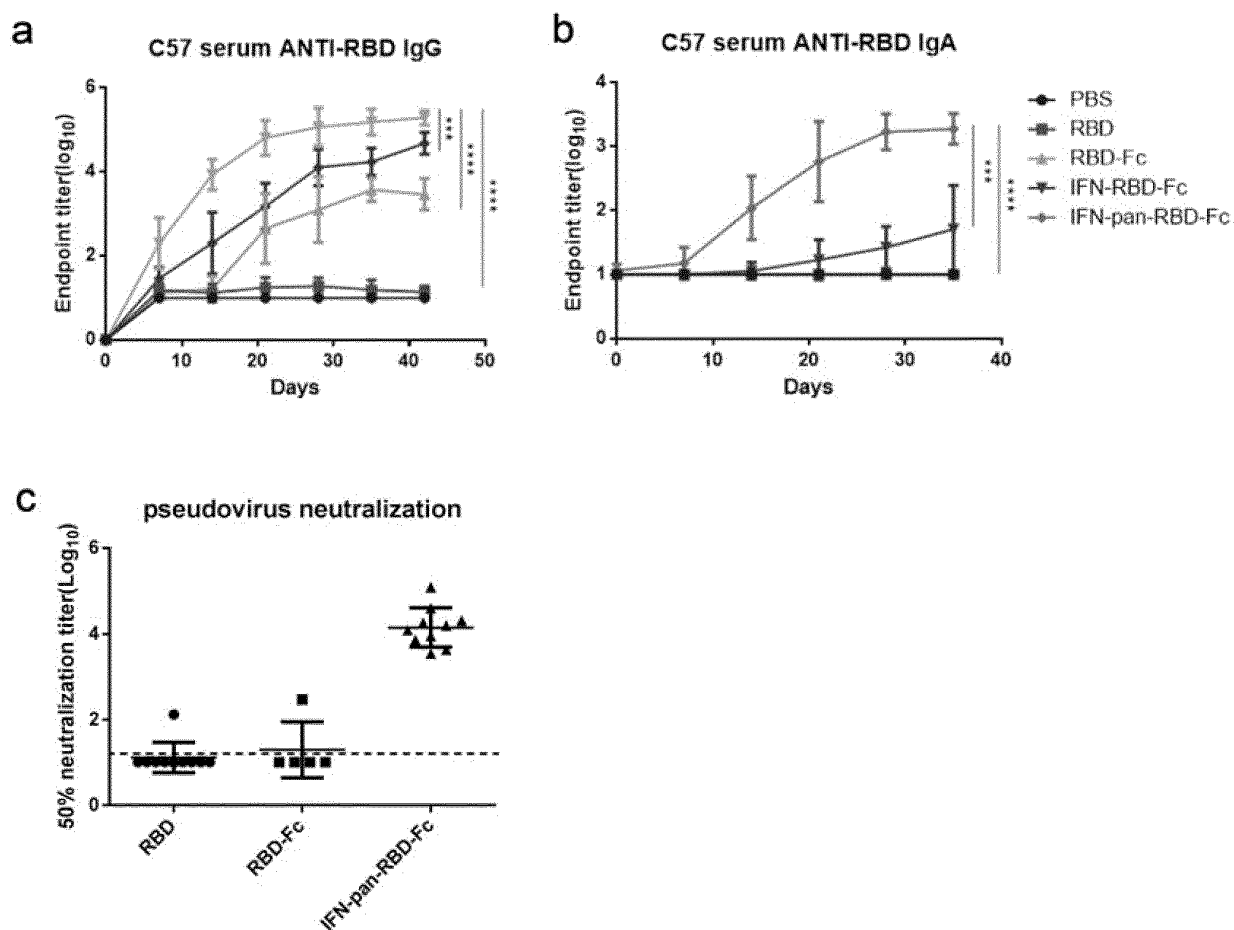 a
C57 serum ANTI-RBD IgG
Endpoint titer(log10)
6
4
2
0
0 10 20 30 40 50
Days
***
****
****
b
C57 serum ANTI-RBD IgA
Endpoint titer(log10)
4
3
2
1
0
0 10 20 30 40
Days
***
****
PBS
RBD
RBD-Fc
IFN-RBD-Fc
IFN-pan-RBD-Fc
c
pseudovirus neutralization
50% neutralization titer(Log10)
6
4
2
0
RBD
RBD-Fc
IFN-pan-RBD-Fc